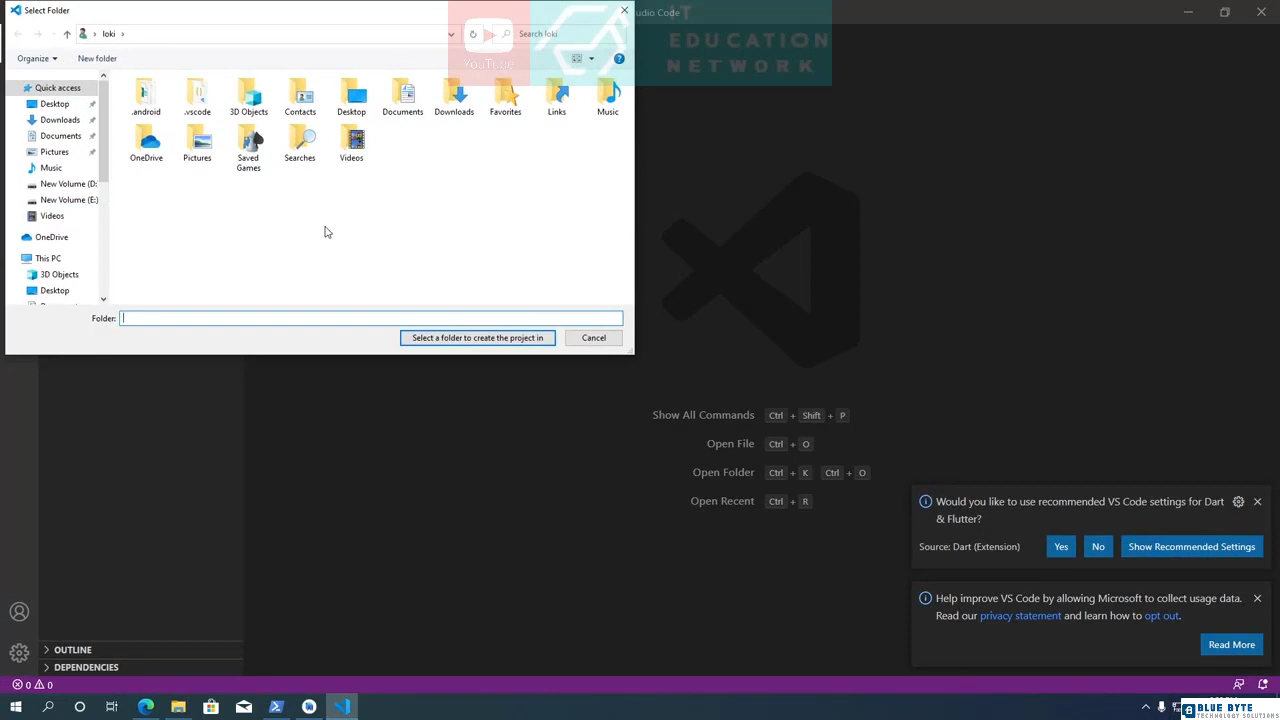 Select Folder
udio Code
IT
EDUCATION
NETWORK
YouTube
loki
Search loki
Organize
New folder
Quick access
Desktop
Downloads
Documents
Pictures
Music
New Volume (D:
New Volume (E:)
Videos
OneDrive
This PC
3D Objects
Desktop
.android
.vscode
3D Objects
Contacts
Desktop
Documents
Downloads
Favorites
Links
Music
OneDrive
Pictures
Saved
Games
Searches
Videos
Folder:
Select a folder to create the project in
Cancel
Show All Commands Ctrl + Shift + P
Open File Ctrl + O
Open Folder Ctrl + K Ctrl + O
Open Recent Ctrl + R
Would you like to use recommended VS Code settings for Dart
& Flutter?
Source: Dart (Extension)
Yes
No
Show Recommended Settings
Help improve VS Code by allowing Microsoft to collect usage data.
Read our privacy statement and learn how to opt out.
Read More
OUTLINE
DEPENDENCIES
0 0
BLUE BYTE
TECHNOLOGY SOLUTIONS